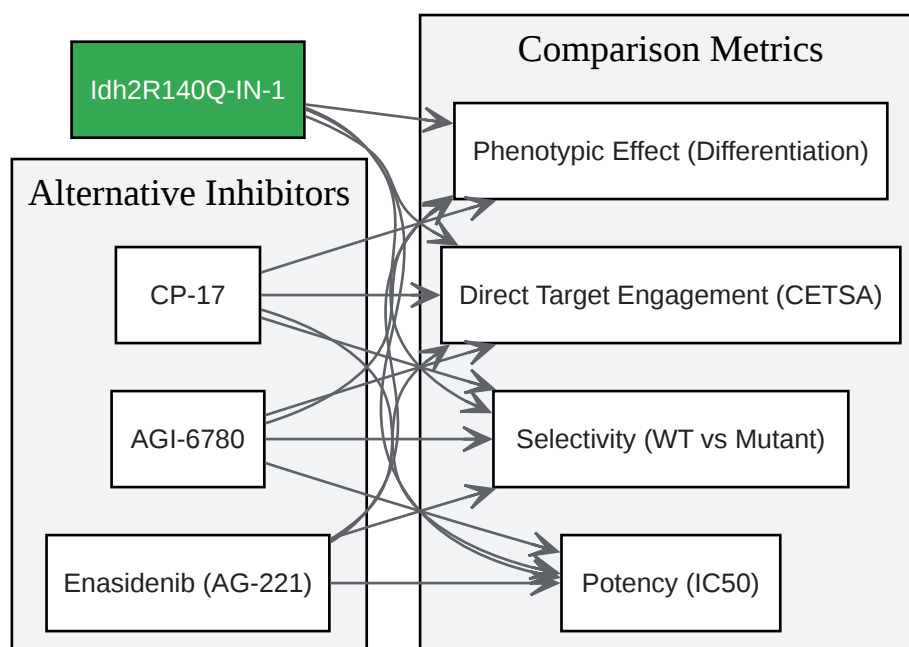 Idh2R140Q-IN-1
Alternative Inhibitors
CP-17
AGI-6780
Enasidenib (AG-221)
Comparison Metrics
Phenotypic Effect (Differentiation)
Direct Target Engagement (CETSA)
Selectivity (WT vs Mutant)
Potency (IC50)